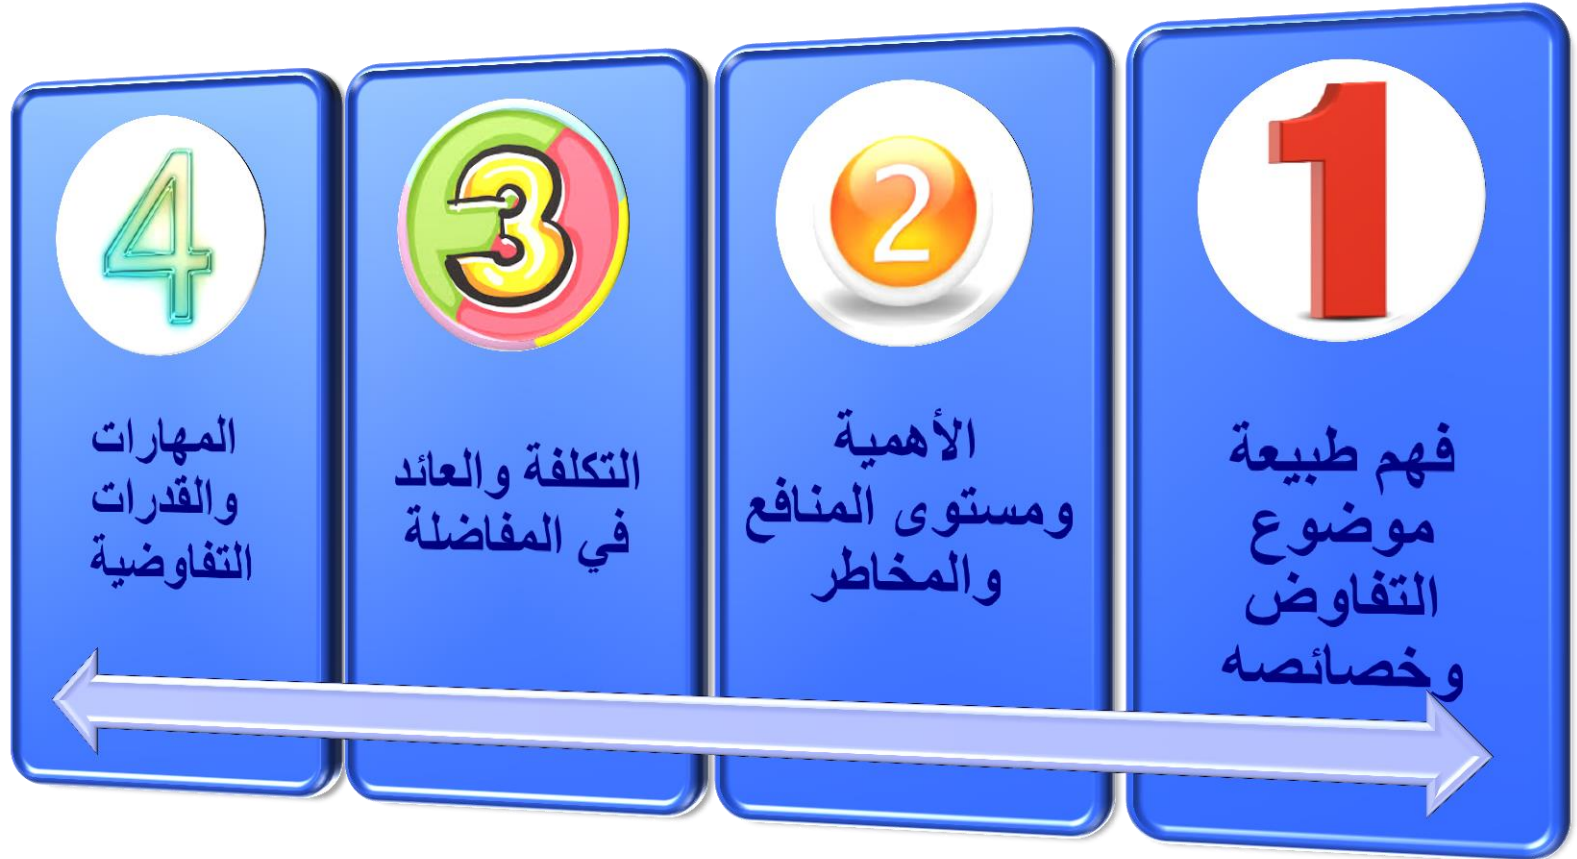 1
فهم طبيعة
موضوع
التفاوض
وخصائصه
2
الأهمية
ومستوى المنافع
والمخاطر
3
التكلفة والعائد
في المفاضلة
4
المهارات
والقدرات
التفاوضية